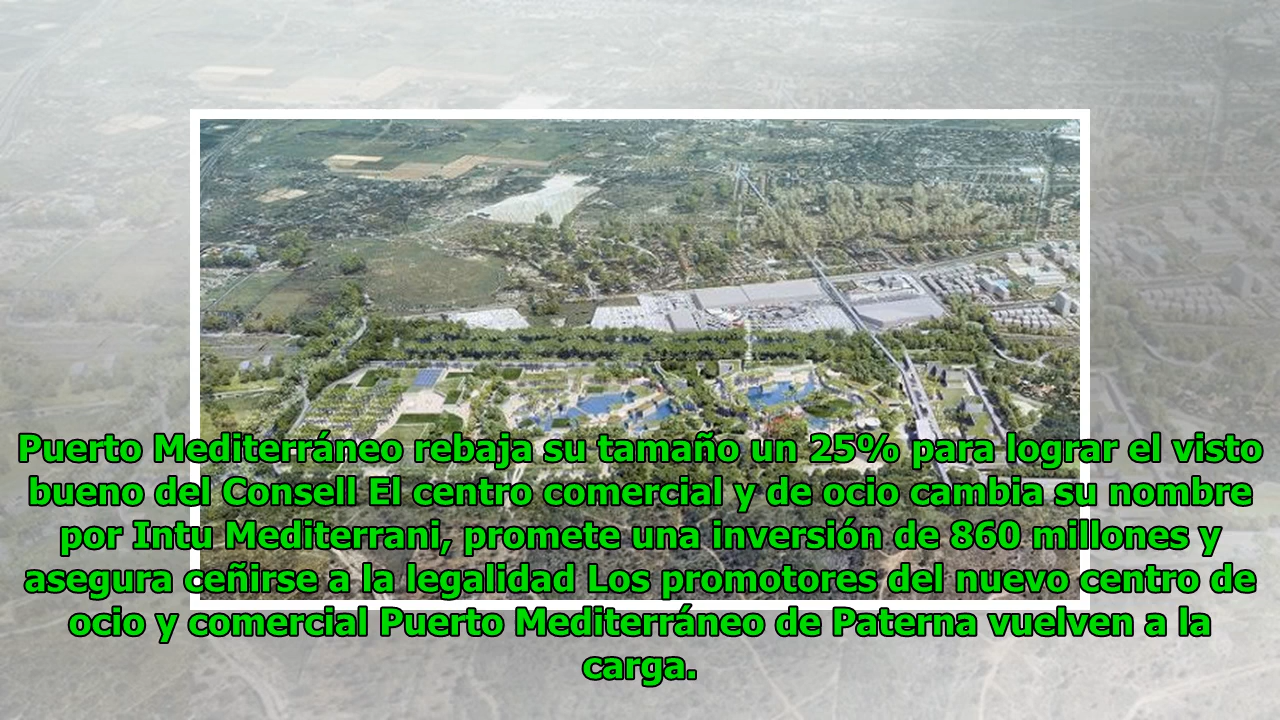 Puerto Mediterráneo rebaja su tamaño un 25% para lograr el visto
bueno del Consell El centro comercial y de ocio cambia su nombre
por Intu Mediterrani, promete una inversión de 860 millones y
asegura ceñirse a la legalidad Los promotores del nuevo centro de
ocio y comercial Puerto Mediterráneo de Paterna vuelven a la
carga.